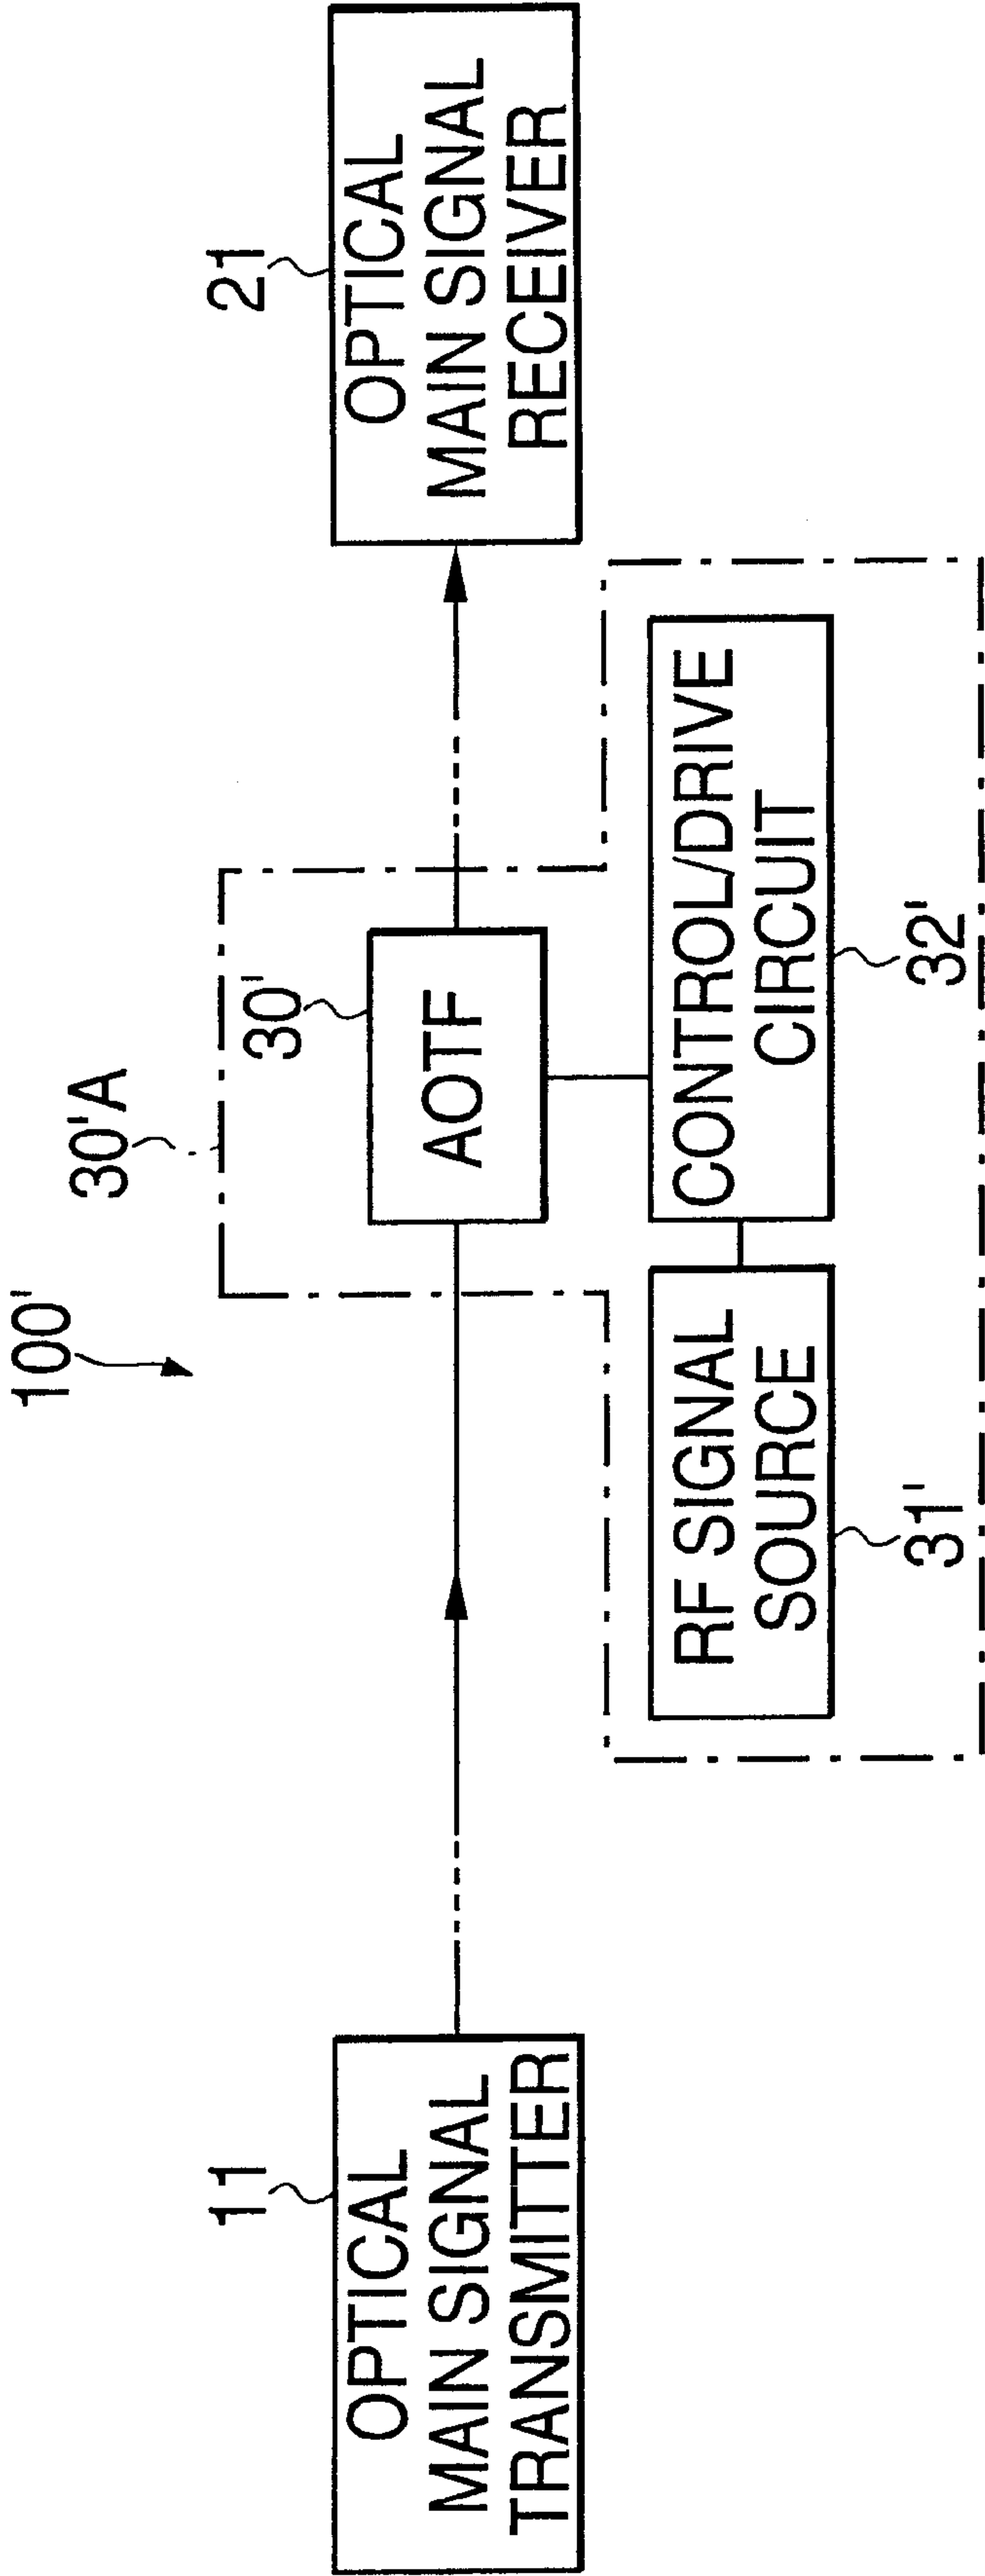 100'
30'A
11
OPTICAL
MAIN SIGNAL
TRANSMITTER
30'
AOTF
21
OPTICAL
MAIN SIGNAL
RECEIVER
RF SIGNAL
SOURCE
31'
CONTROL/DRIVE
CIRCUIT
32'